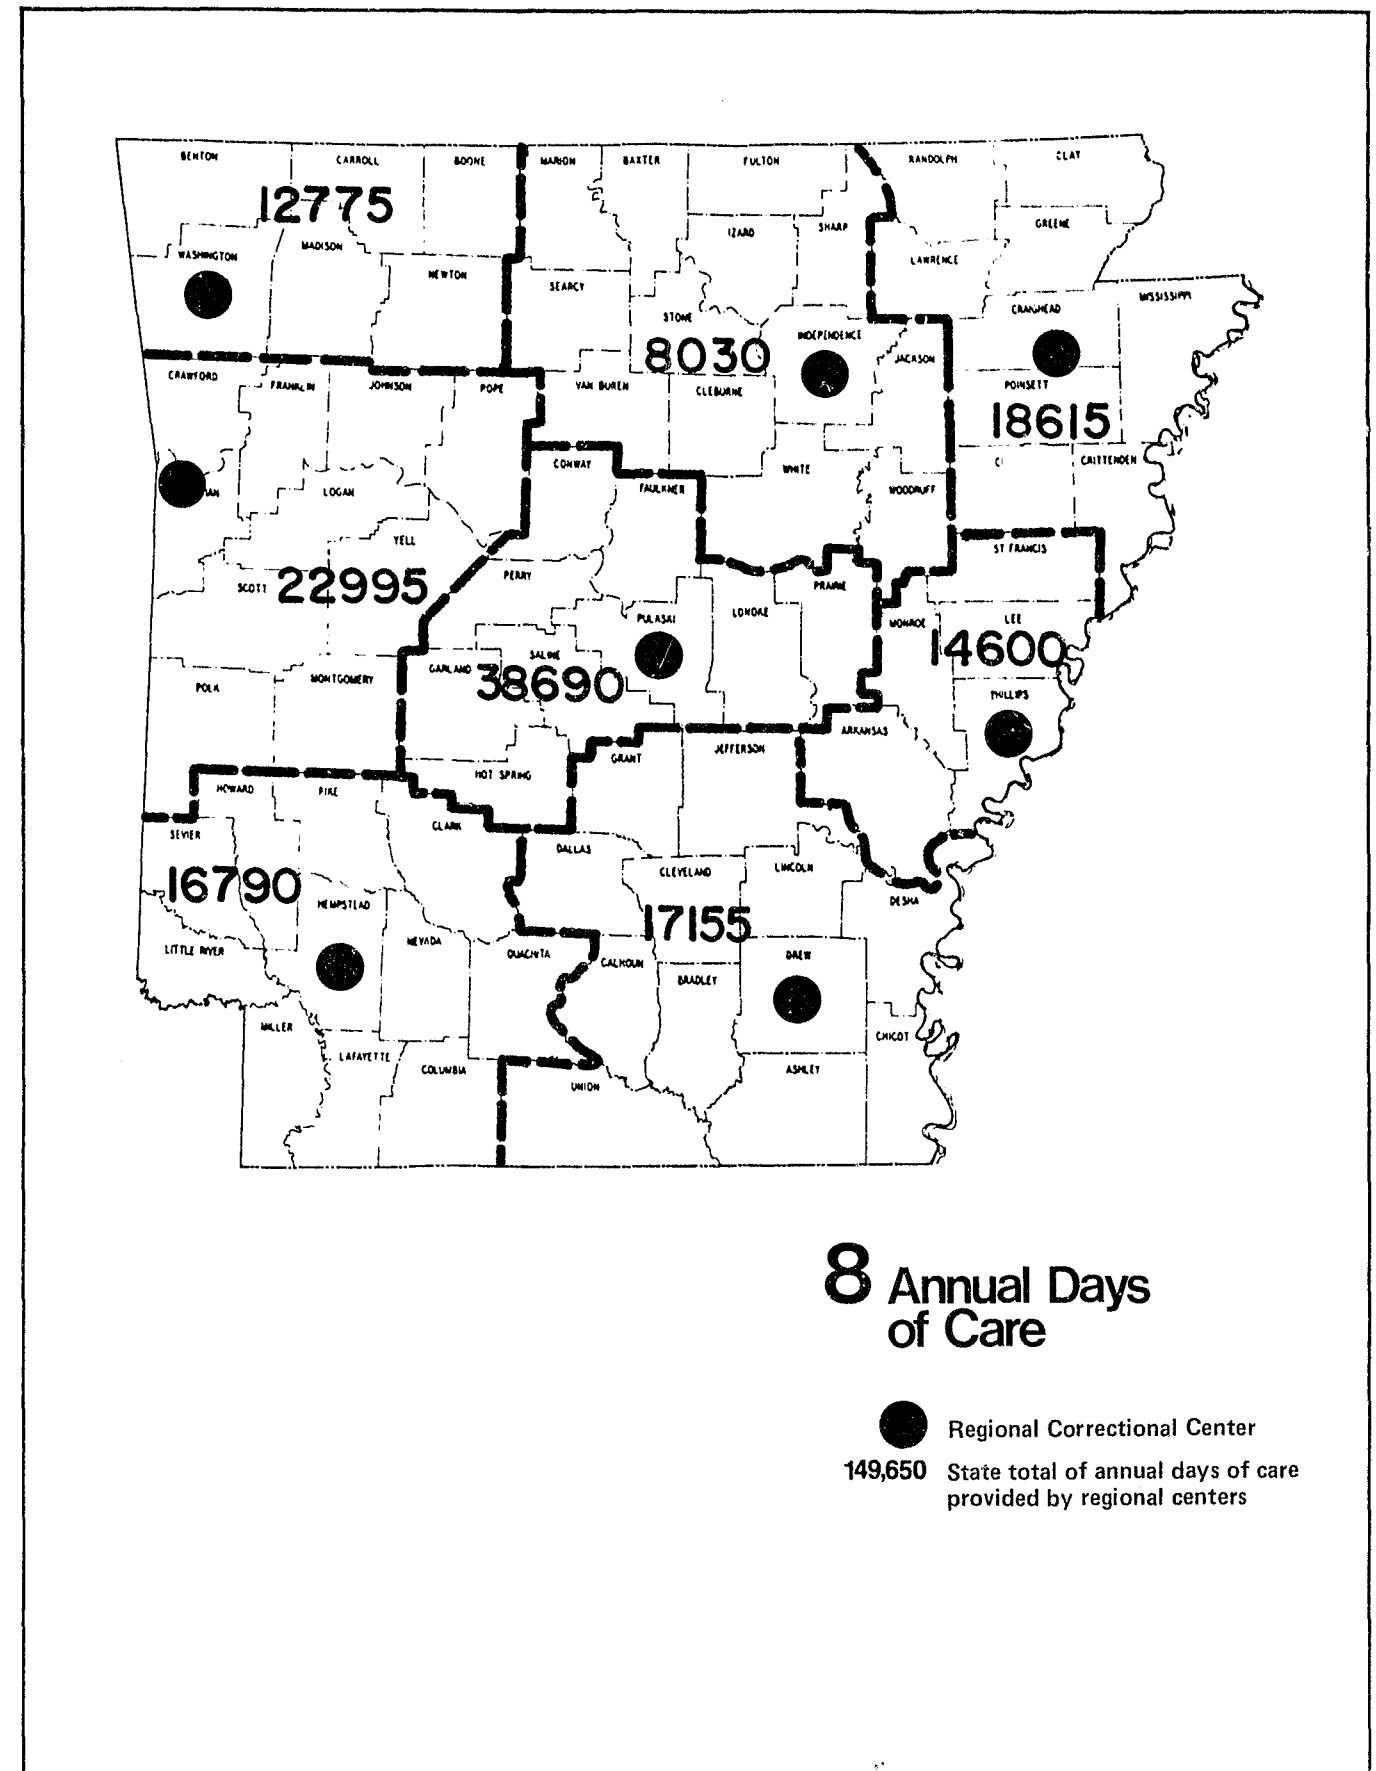 BENTON
CARROLL
BOONE
MARION
BAXTER
FULTON
RANDOLPH
CLAY
12775
IZARD
SHARP
GREENE
WASHINGTON
MADISON
NEWTON
SEARCY
LAWRENCE
MISSISSIPPI
STONE
INDEPENDENCE
CRAIGHEAD
8030
JACKSON
CRAWFORD
FRANKLIN
JOHNSON
POPE
VAN BUREN
CLEBURNE
POINSETT
18615
CONWAY
WHITE
CRITTENDEN
LOGAN
FAULKNER
WOODRUFF
YELL
ST FRANCIS
SCOTT
22995
PERRY
PRAIRIE
PULASKI
LONOKE
MONROE
LEE
14600
GARLAND
SALINE
38690
POLK
MONTGOMERY
PHILLIPS
ARKANSAS
HOT SPRING
GRANT
JEFFERSON
HOWARD
PIKE
SEVIER
CLARK
DALLAS
CLEVELAND
LINCOLN
16790
HEMPSTEAD
DESHA
17155
LITTLE RIVER
NEVADA
OUACHITA
CALHOUN
BRADLEY
DREW
MILLER
LAFAYETTE
COLUMBIA
UNION
ASHLEY
CHICOT
8 Annual Days
of Care
Regional Correctional Center
149,650 State total of annual days of care
provided by regional centers